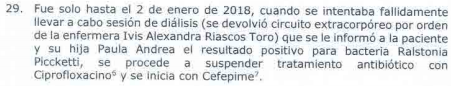 29. Fue solo hasta el 2 de enero de 2018, cuando se intentaba fallidamente
llevar a cabo sesión de diálisis (se devolvió circuito extracorpóreo por orden
de la enfermera Ivis Alexandra Riascos Toro) que se le informó a la paciente
y su hija Paula Andrea el resultado positivo para bacteria Ralstonia
Piccketti, se procede a suspender tratamiento antibiótico con
Ciprofloxacino⁶ y se inicia con Cefepime⁷.